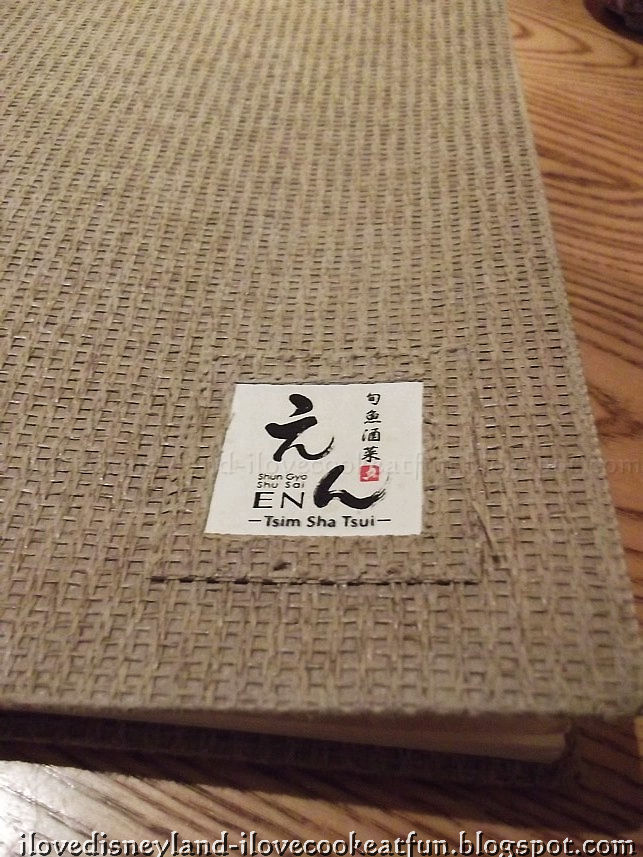 えん
旬魚酒菜
Shun Gyo
Shu Sai
EN
Tsim Sha Tsui
ilovedisneyland-ilovecookeatfun.blogspot.com